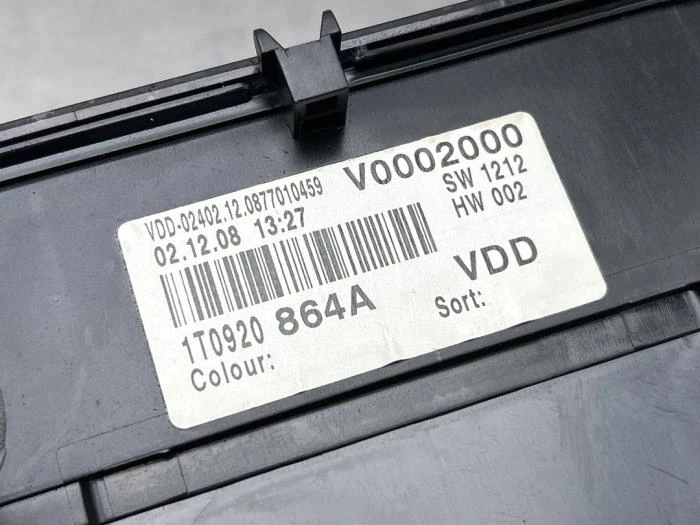 VDD-02402.12.0877010459 V0002000
02.12.08 13:27 SW 1212
HW 002
1T0920 864A VDD
Colour: Sort: